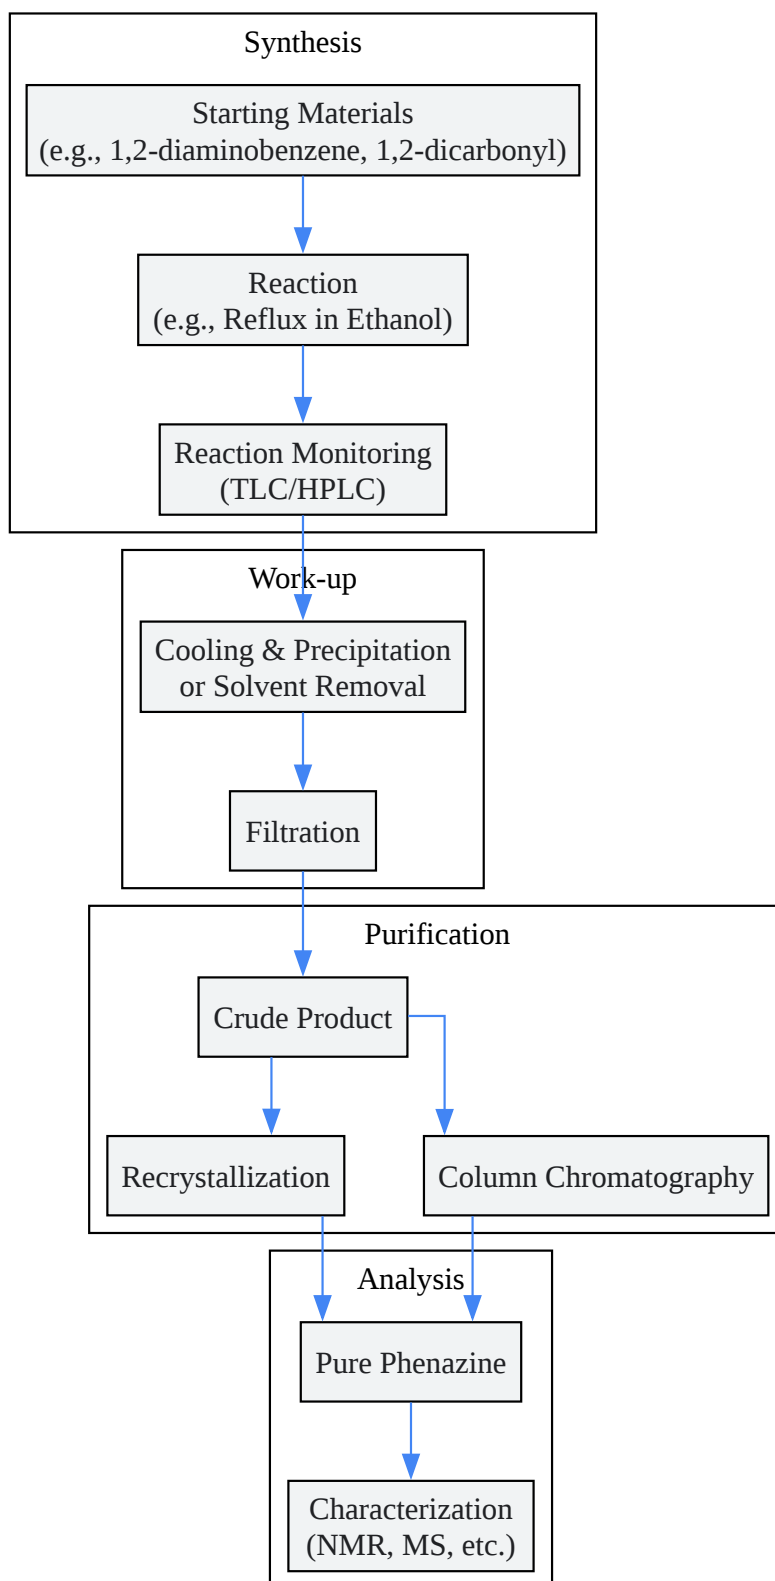 Synthesis
Starting Materials
(e.g., 1,2-diaminobenzene, 1,2-dicarbonyl)
Reaction
(e.g., Reflux in Ethanol)
Reaction Monitoring
(TLC/HPLC)
Work-up
Cooling & Precipitation
or Solvent Removal
Filtration
Purification
Crude Product
Recrystallization
Column Chromatography
Analysis
Pure Phenazine
Characterization
(NMR, MS, etc.)